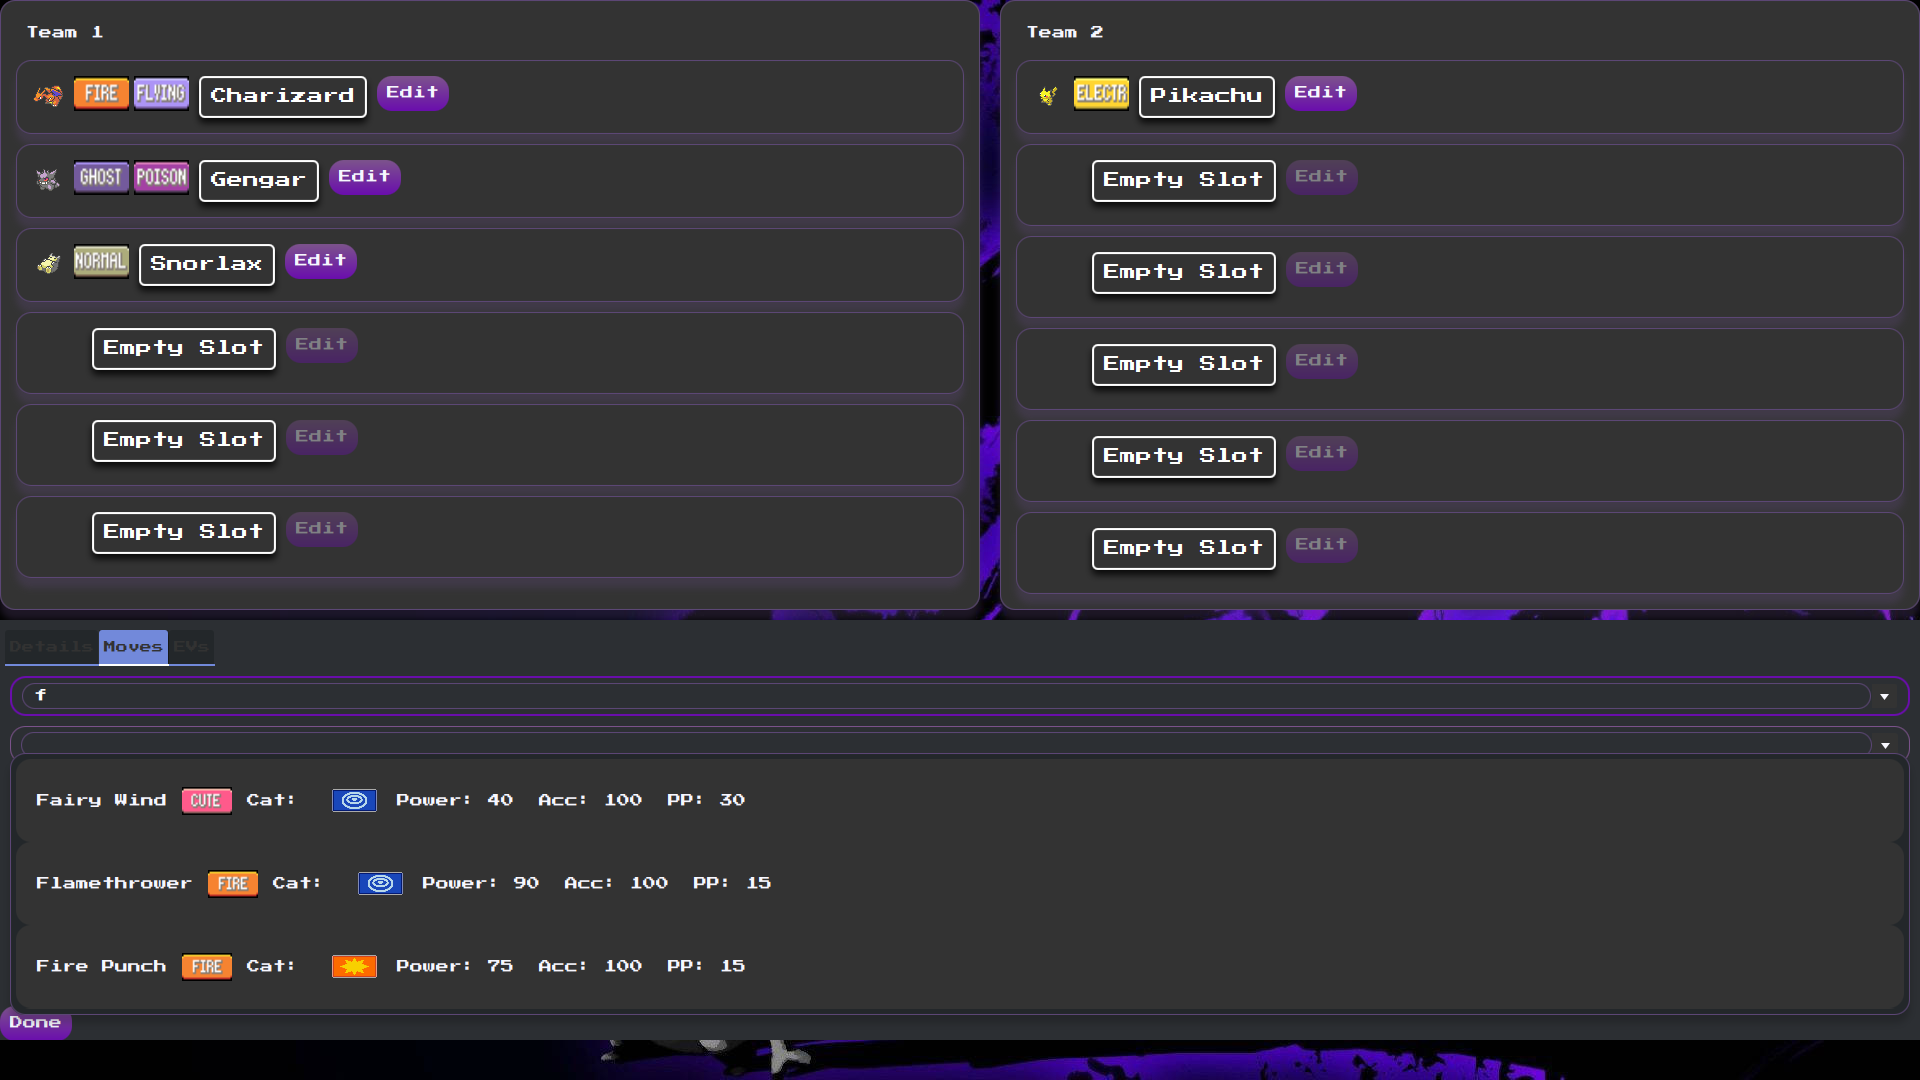 Team 1
FIRE FLYING Charizard Edit
GHOST POISON Gengar Edit
NORMAL Snorlax Edit
Empty Slot Edit
Empty Slot Edit
Empty Slot Edit
Team 2
ELECTR Pikachu Edit
Empty Slot Edit
Empty Slot Edit
Empty Slot Edit
Empty Slot Edit
Empty Slot Edit
Details Moves EVs
f
Fairy Wind CUTE Cat: Power: 40 Acc: 100 PP: 30
Flamethrower FIRE Cat: Power: 90 Acc: 100 PP: 15
Fire Punch FIRE Cat: Power: 75 Acc: 100 PP: 15
Done